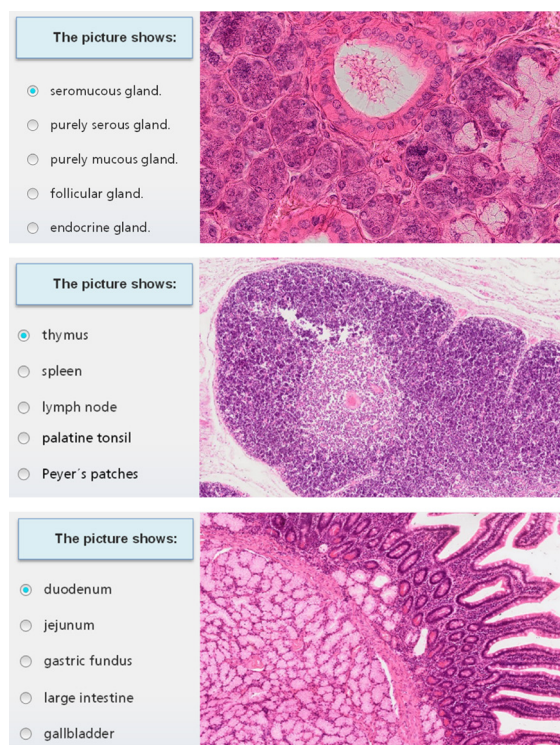 The picture shows:
seromucous gland.
purely serous gland.
purely mucous gland.
follicular gland.
endocrine gland.
The picture shows:
thymus
spleen
lymph node
palatine tonsil
Peyer´s patches
The picture shows:
duodenum
jejunum
gastric fundus
large intestine
gallbladder